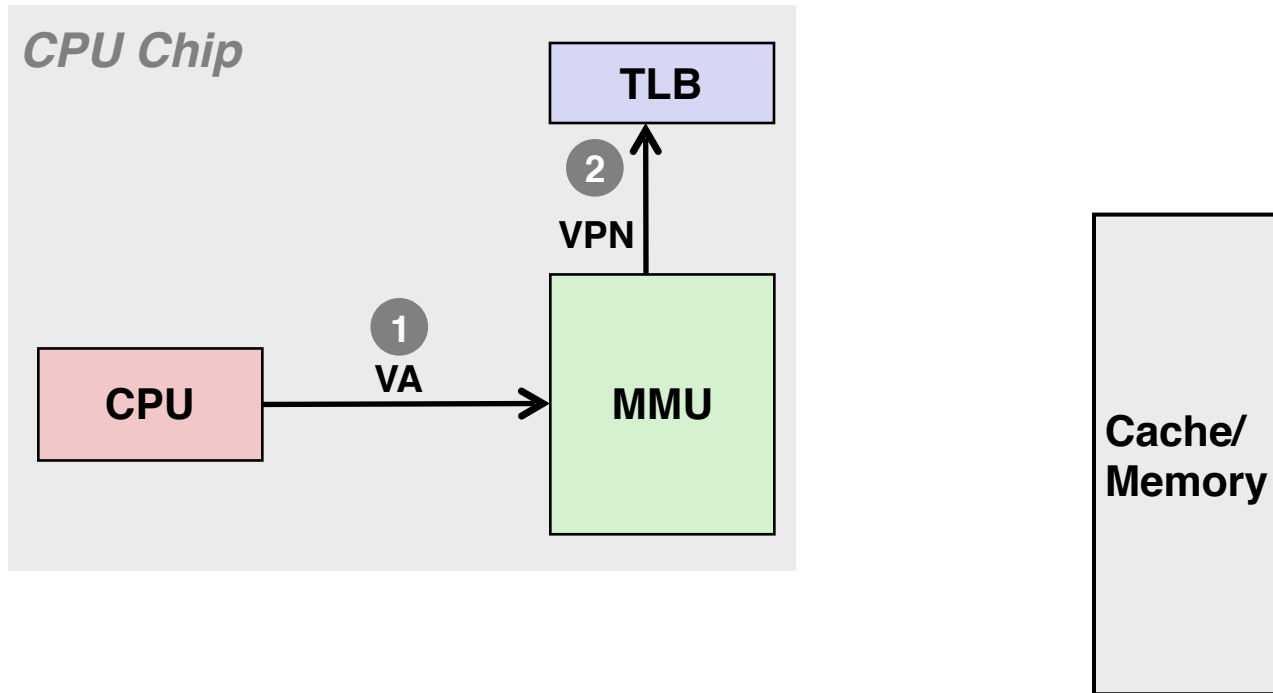 CPU Chip
TLB
2
VPN
1
VA
CPU
MMU
Cache/
Memory